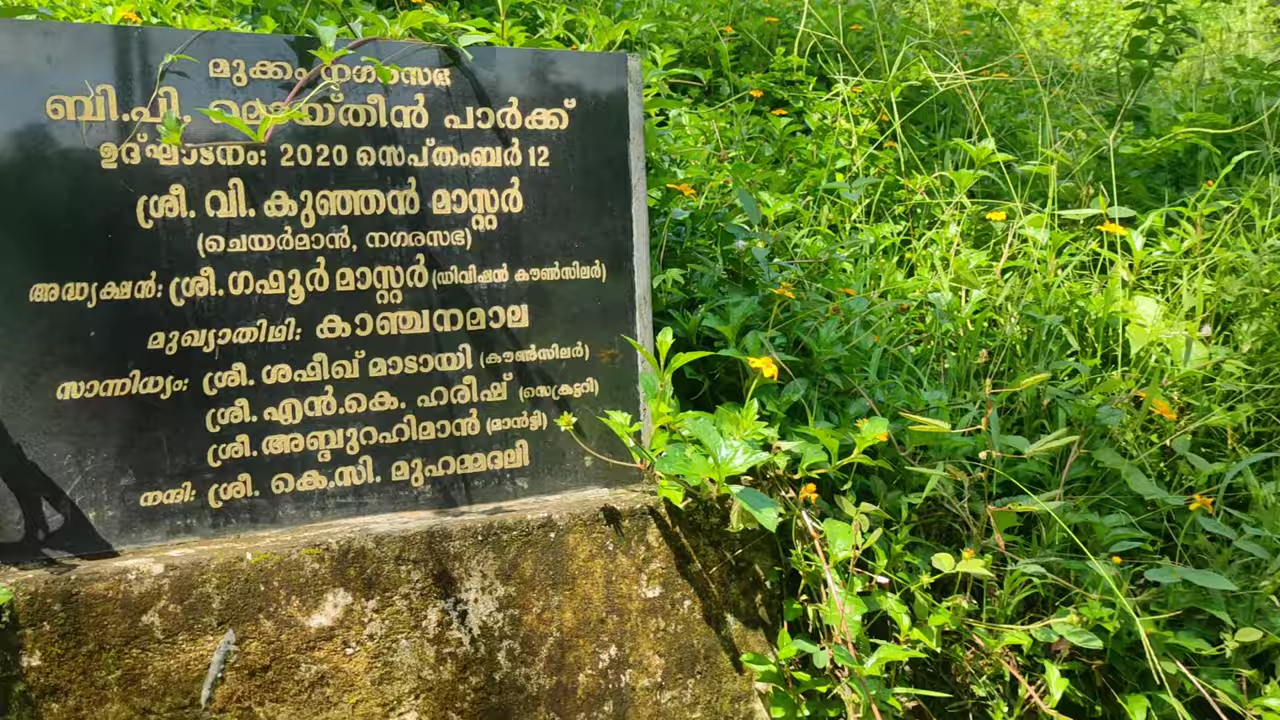 മുക്കം നഗരസഭ
ബി.പി. മൊയ്തീൻ പാർക്ക്
ഉദ്ഘാടനം: 2020 സെപ്തംബർ 12
ശ്രീ. വി. കുഞ്ഞൻ മാസ്റ്റർ
(ചെയർമാൻ, നഗരസഭ)
അദ്ധ്യക്ഷൻ: ശ്രീ. ഗഫൂർ മാസ്റ്റർ (ഡിവിഷൻ കൗൺസിലർ)
മുഖ്യാതിഥി: കാഞ്ചനമാല
സാന്നിധ്യം: ശ്രീ. ശഫീഖ് മാടായി (കൗൺസിലർ)
ശ്രീ. എൻ.കെ. ഹരീഷ് (സെക്രട്ടറി)
ശ്രീ. അബ്ദുറഹിമാൻ (മാൻട്ടി)
നന്ദി: ശ്രീ. കെ.സി. മുഹമ്മദലി